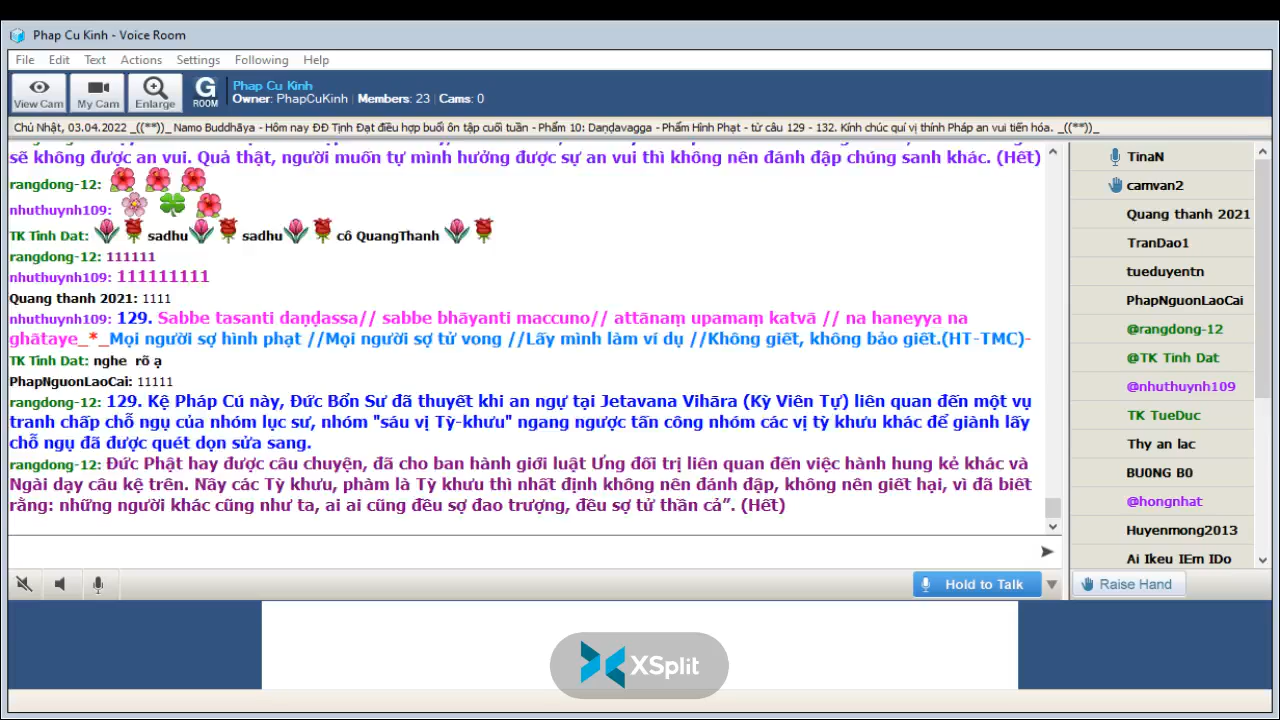 Phap Cu Kinh - Voice Room
File Edit Text Actions Settings Following Help
View Cam My Cam Enlarge G ROOM
Phap Cu Kinh
Owner: PhapCuKinh | Members: 23 | Cams: 0
Chủ Nhật, 03.04.2022 _((**))_ Namo Buddhāya - Hôm nay ĐĐ Tịnh Đạt điều hợp buổi ôn tập cuối tuần - Phẩm 10: Daṇḍavagga - Phẩm Hình Phạt - từ câu 129 - 132. Kính chúc quí vị thính Pháp an vui tiến hóa. _((**))_
sẽ không được an vui. Quả thật, người muốn tự mình hưởng được sự an vui thì không nên đánh đập chúng sanh khác. (Hết)
rangdong-12:
nhuthuynh109:
TK Tinh Dat: sadhu sadhu cô QuangThanh
rangdong-12: 111111
nhuthuynh109: 111111111
Quang thanh 2021: 1111
nhuthuynh109: 129. Sabbe tasanti daṇḍassa// sabbe bhāyanti maccuno// attānaṃ upamaṃ katvā // na haneyya na
ghātaye_*_Mọi người sợ hình phạt //Mọi người sợ tử vong //Lấy mình làm ví dụ //Không giết, không bảo giết.(HT-TMC)-
TK Tinh Dat: nghe rõ ạ
PhapNguonLaoCai: 11111
rangdong-12: 129. Kệ Pháp Cú này, Đức Bổn Sư đã thuyết khi an ngự tại Jetavana Vihāra (Kỳ Viên Tự) liên quan đến một vụ
tranh chấp chỗ ngụ của nhóm lục sư, nhóm "sáu vị Tỳ-khưu" ngang ngược tấn công nhóm các vị tỳ khưu khác để giành lấy
chỗ ngụ đã được quét dọn sửa sang.
rangdong-12: Đức Phật hay được câu chuyện, đã cho ban hành giới luật Ưng đối trị liên quan đến việc hành hung kẻ khác và
Ngài dạy câu kệ trên. Nầy các Tỳ khưu, phàm là Tỳ khưu thì nhất định không nên đánh đập, không nên giết hại, vì đã biết
rằng: những người khác cũng như ta, ai ai cũng đều sợ đao trượng, đều sợ tử thần cả”. (Hết)
Hold to Talk
TinaN
camvan2
Quang thanh 2021
TranDao1
tueduyentn
PhapNguonLaoCai
@rangdong-12
@TK Tinh Dat
@nhuthuynh109
TK TueDuc
Thy an lac
BU0NG B0
@hongnhat
Huyenmong2013
Ai Ikeu IEm IDo
Raise Hand
XSplit